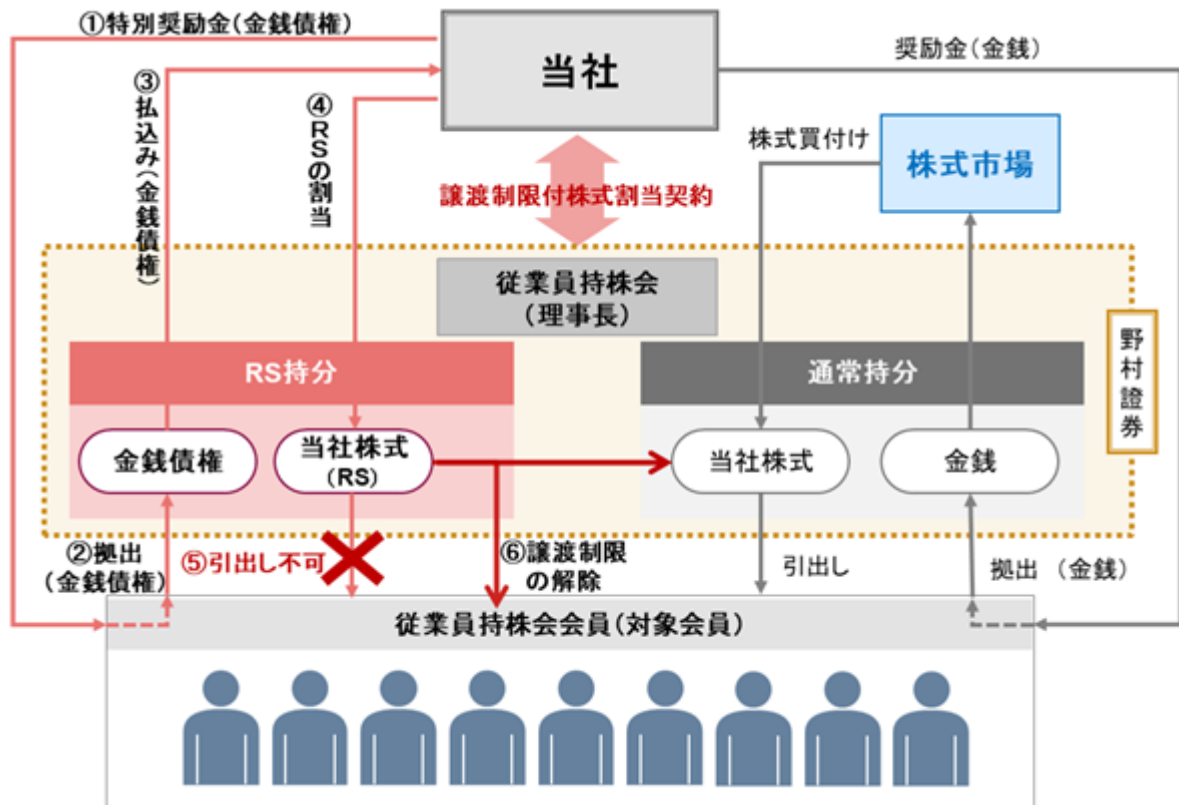 ①特別奨励金(金銭債権)
当社
奨励金(金銭)
③払込み(金銭債権)
④RSの割当
株式買付け
株式市場
譲渡制限付株式割当契約
従業員持株会
(理事長)
野村證券
RS持分
通常持分
金銭債権
当社株式
(RS)
当社株式
金銭
②拠出
(金銭債権)
⑤引出し不可
⑥譲渡制限
の解除
引出し
拠出 (金銭)
従業員持株会会員(対象会員)